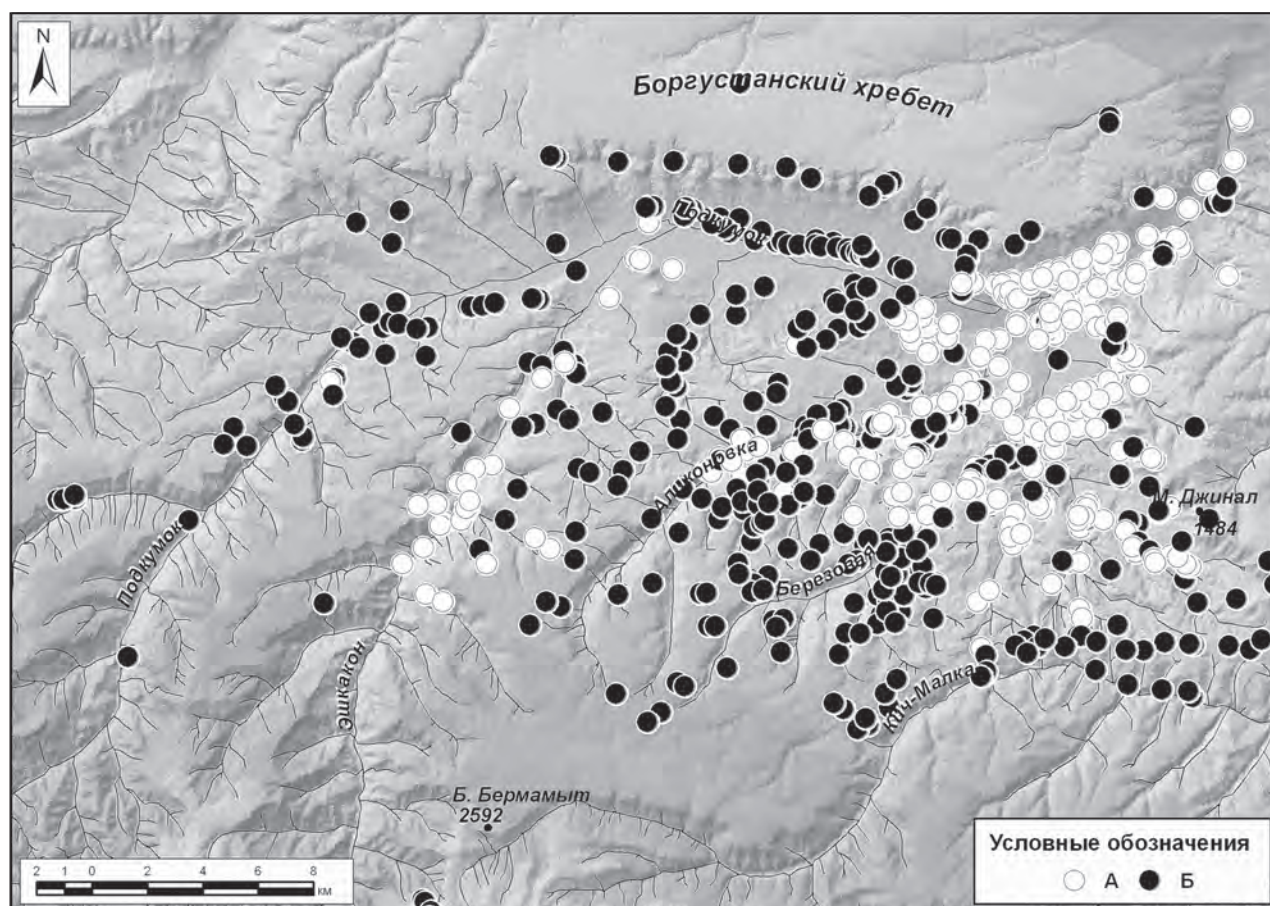 N
Боргустанский хребет
Подкумок
Аликоновка
М. Джинал
1484
Подкумок
Березовая
Эшкакон
Кич-Малка
Б. Бермамыт
2592
Условные обозначения
А Б
2 1 0 2 4 6 8
км